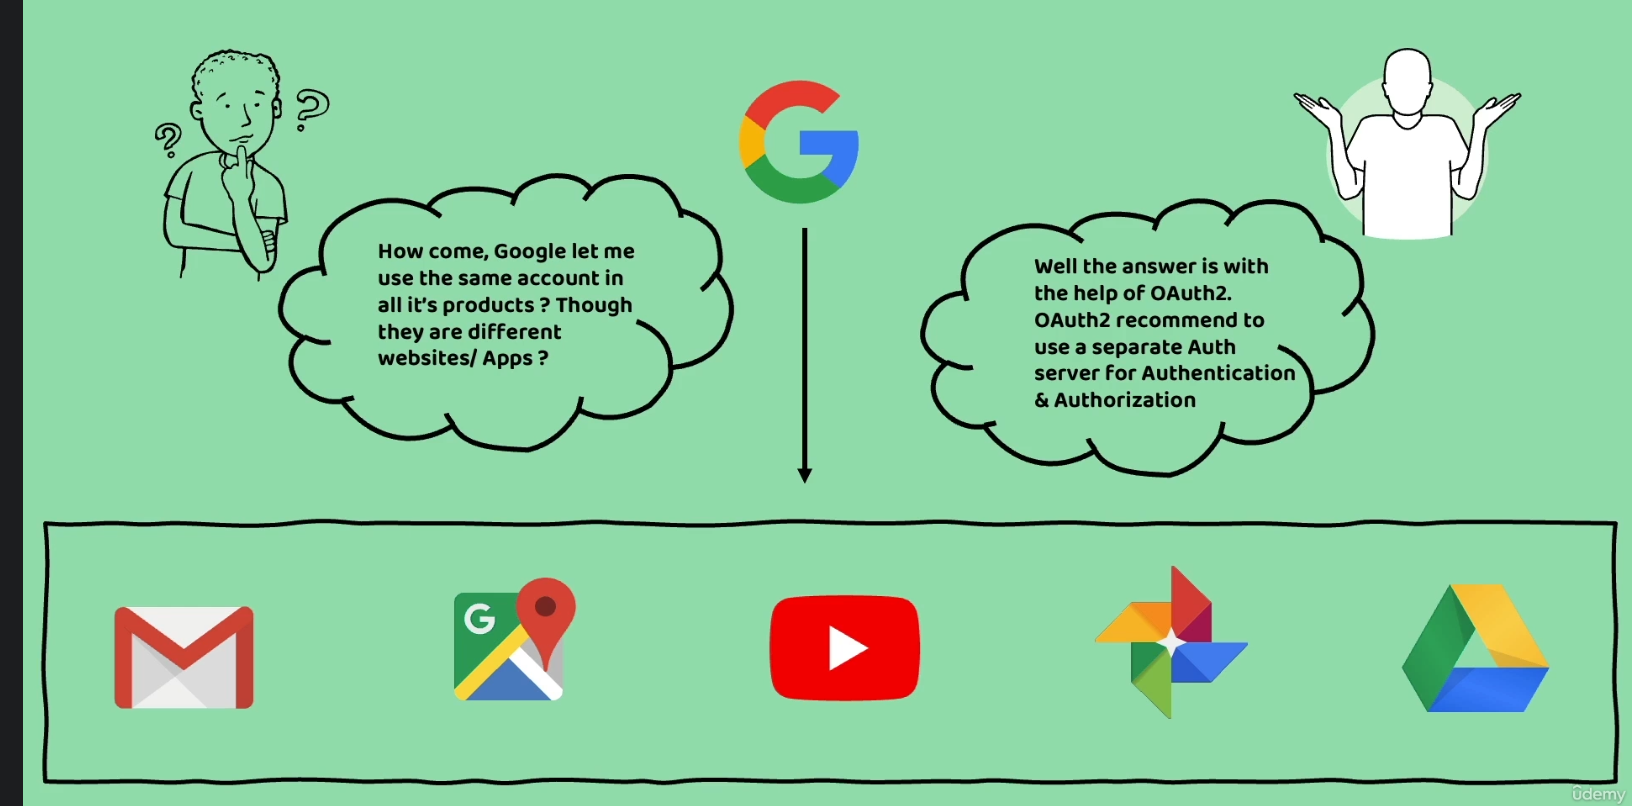 How come, Google let me
use the same account in
all it's products ? Though
they are different
websites/ Apps ?
Well the answer is with
the help of OAuth2.
OAuth2 recommend to
use a separate Auth
server for Authentication
& Authorization
? ?
G
G
M
ûdemy